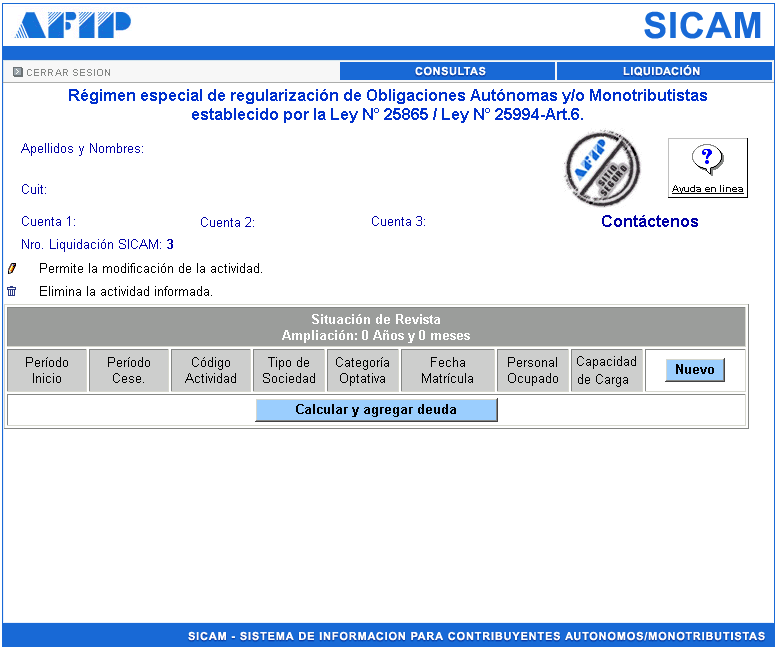 AFIP
SICAM
CERRAR SESION
CONSULTAS
LIQUIDACIÓN
Régimen especial de regularización de Obligaciones Autónomas y/o Monotributistas
establecido por la Ley N° 25865 / Ley N° 25994-Art.6.
Apellidos y Nombres:
AFIP
SITIO
SEGURO
?
Ayuda en linea
Cuit:
Cuenta 1:
Cuenta 2:
Cuenta 3:
Contáctenos
Nro. Liquidación SICAM: 3
Permite la modificación de la actividad.
Elimina la actividad informada.
Situación de Revista
Ampliación: 0 Años y 0 meses
Período
Inicio
Período
Cese.
Código
Actividad
Tipo de
Sociedad
Categoría
Optativa
Fecha
Matrícula
Personal
Ocupado
Capacidad
de Carga
Nuevo
Calcular y agregar deuda
SICAM - SISTEMA DE INFORMACION PARA CONTRIBUYENTES AUTONOMOS/MONOTRIBUTISTAS